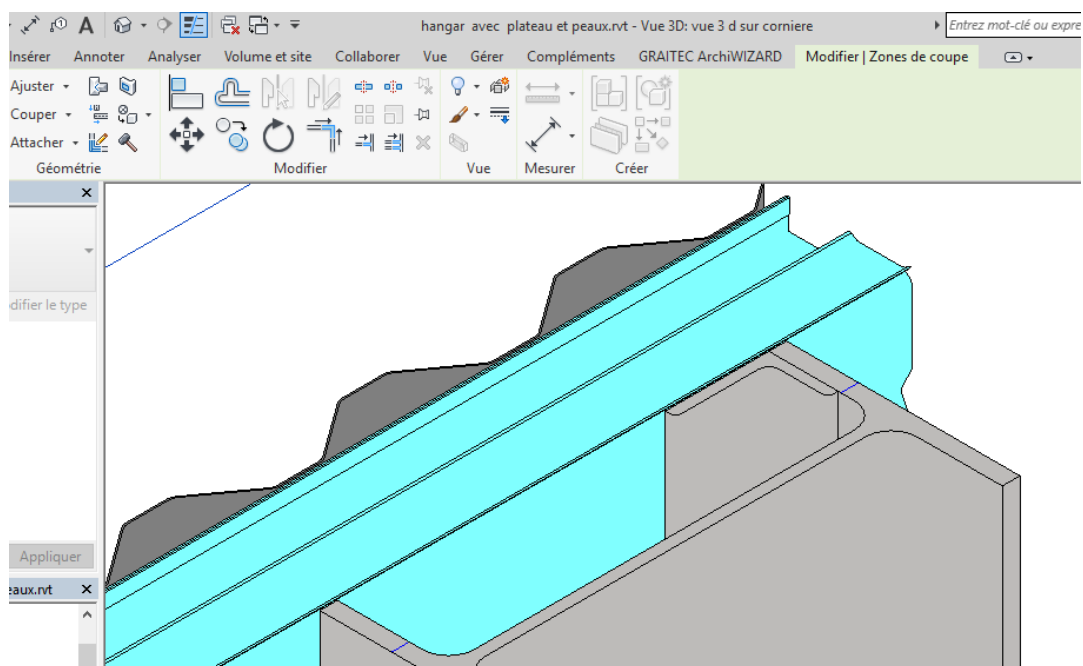 hangar avec plateau et peaux.rvt - Vue 3D: vue 3 d sur corniere
Entrez mot-clé ou expre
Insérer Annoter Analyser Volume et site Collaborer Vue Gérer Compléments GRAITEC ArchiWIZARD Modifier | Zones de coupe
Ajuster
Couper
Attacher
Géométrie Modifier Vue Mesurer Créer
odifier le type
Appliquer
eaux.rvt